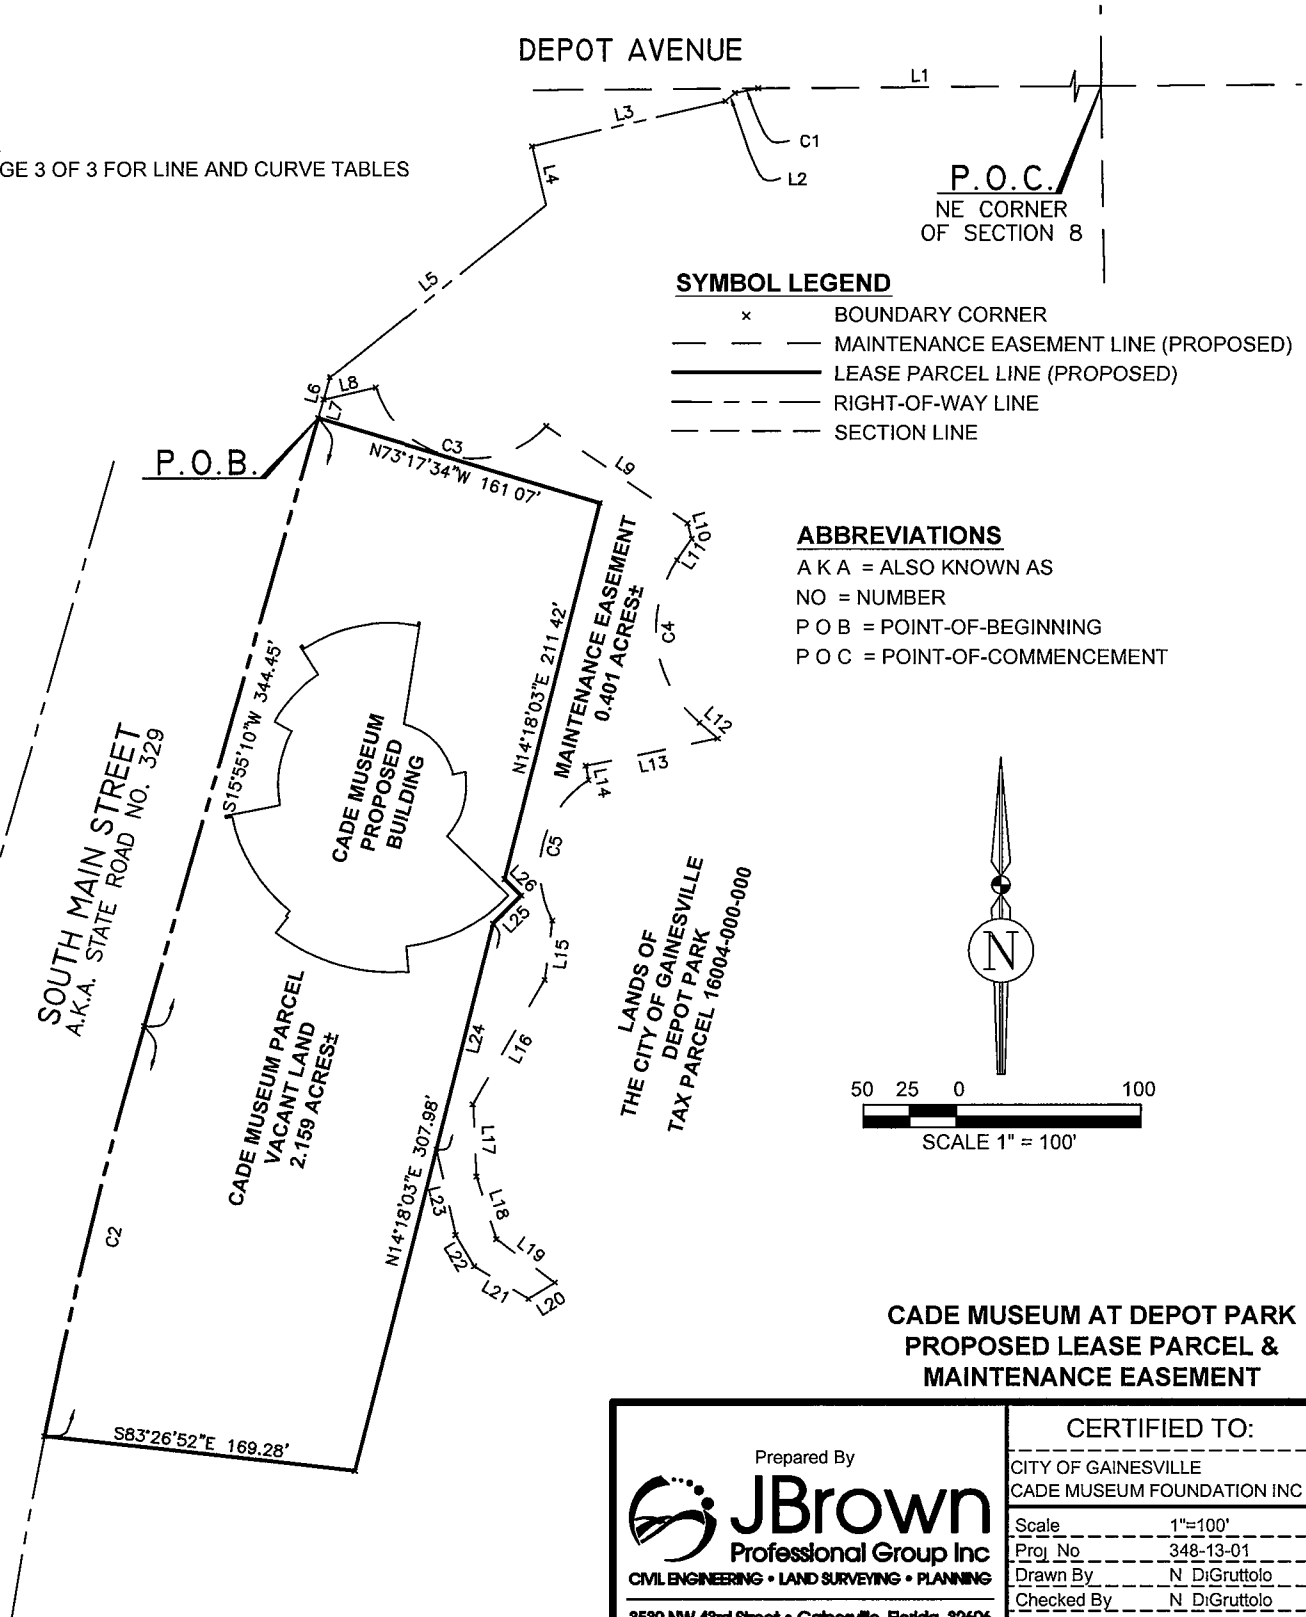 DEPOT AVENUE
L1
L3
C1
L2
L4
GE 3 OF 3 FOR LINE AND CURVE TABLES
P.O.C.
NE CORNER
OF SECTION 8
L5
SYMBOL LEGEND
x BOUNDARY CORNER
MAINTENANCE EASEMENT LINE (PROPOSED)
LEASE PARCEL LINE (PROPOSED)
RIGHT-OF-WAY LINE
SECTION LINE
L6
L8
L7
P.O.B.
C3
N73°17'34"W 161 07'
L9
L10
L110
ABBREVIATIONS
A K A = ALSO KNOWN AS
NO = NUMBER
P O B = POINT-OF-BEGINNING
P O C = POINT-OF-COMMENCEMENT
MAINTENANCE EASEMENT
0.401 ACRES±
C4
N14°18'03"E 211 42'
S15°55'10"W 344.45'
L12
L13
L14
CADE MUSEUM
PROPOSED
BUILDING
SOUTH MAIN STREET
A.K.A. STATE ROAD NO. 329
C5
L26
L25
L15
LANDS OF
THE CITY OF GAINESVILLE
DEPOT PARK
TAX PARCEL 16004-000-000
N
CADE MUSEUM PARCEL
VACANT LAND
2.159 ACRES±
L24
L16
50 25 0 100
SCALE 1" = 100'
L17
N14°18'03"E 307.98'
L23
L18
C2
L22
L19
L21
L20
S83°26'52"E 169.28'
CADE MUSEUM AT DEPOT PARK
PROPOSED LEASE PARCEL &
MAINTENANCE EASEMENT
Prepared By
JBrown
Professional Group Inc
CIVIL ENGINEERING • LAND SURVEYING • PLANNING
3530 NW 43rd Street • Gainesville, Florida 32606
CERTIFIED TO:
CITY OF GAINESVILLE
CADE MUSEUM FOUNDATION INC
Scale 1"=100'
Proj No 348-13-01
Drawn By N DiGruttolo
Checked By N DiGruttolo